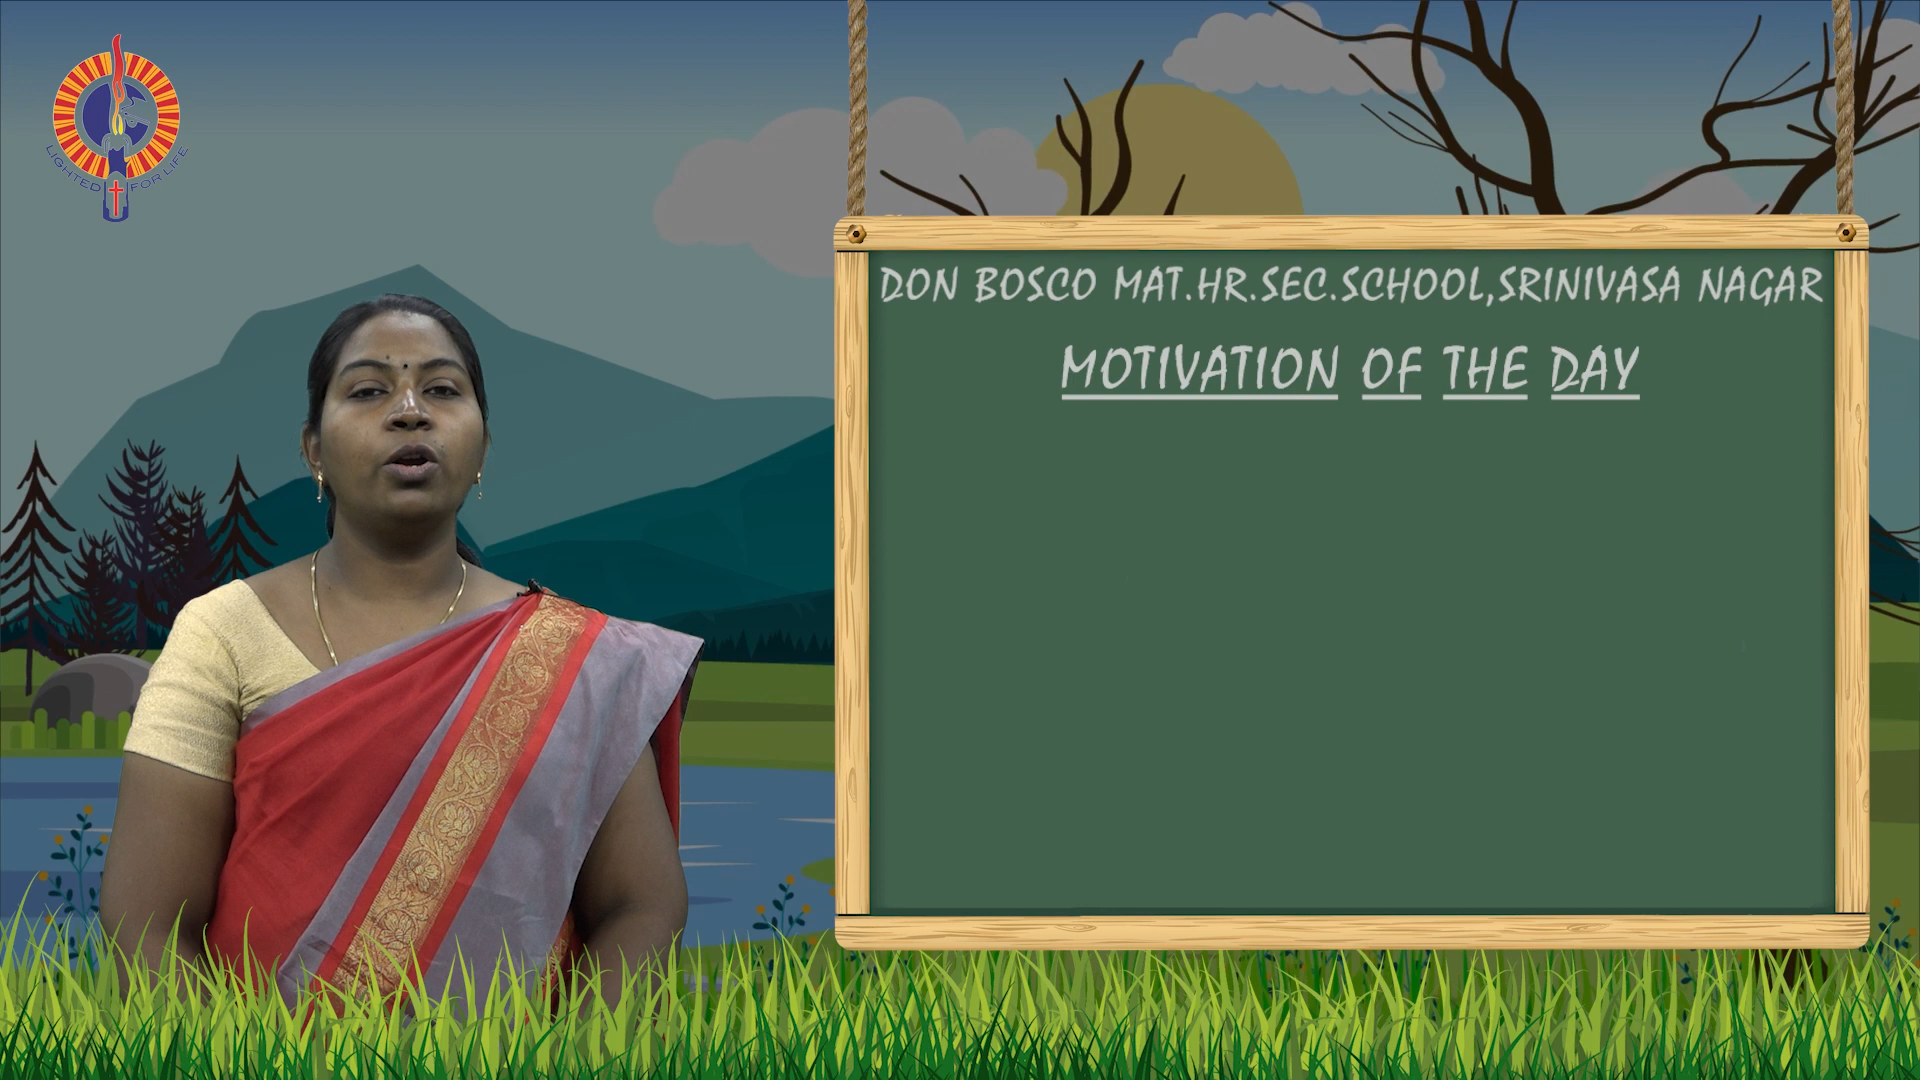 LIGHTED FOR LIFE
DON BOSCO MAT.HR.SEC.SCHOOL,SRINIVASA NAGAR
MOTIVATION OF THE DAY